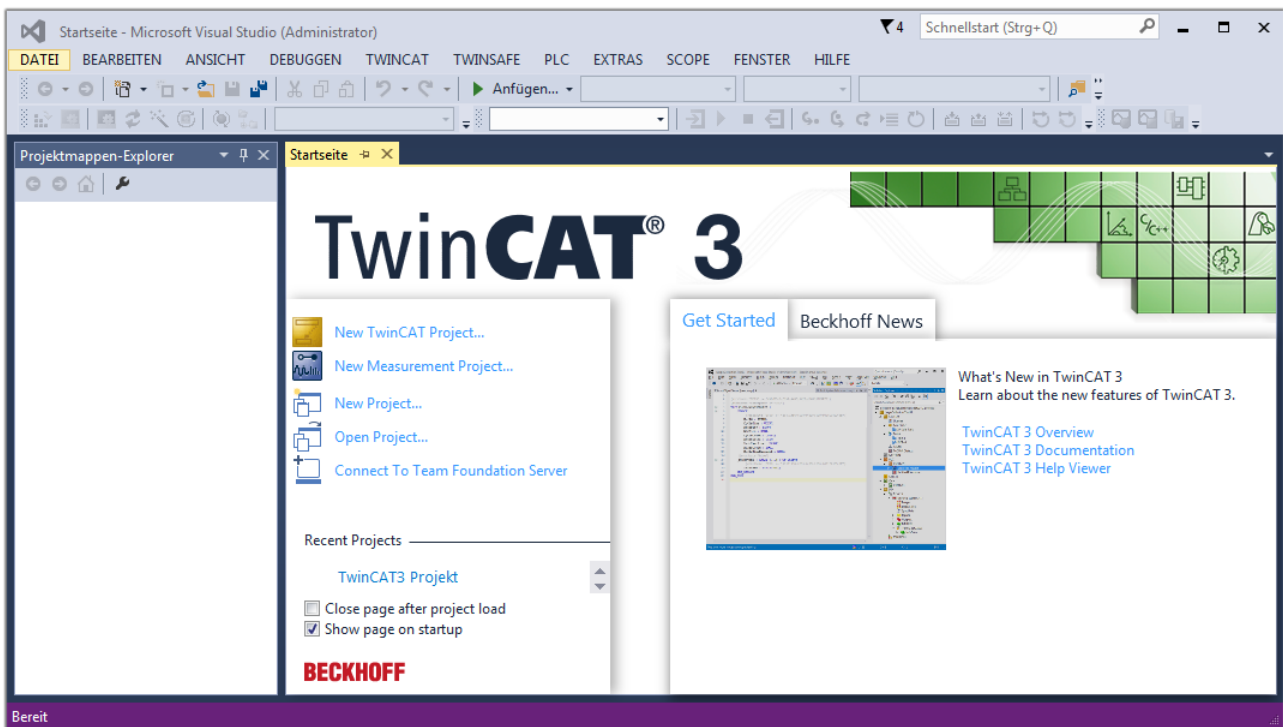 Startseite - Microsoft Visual Studio (Administrator)
4
Schnellstart (Strg+Q)
DATEI BEARBEITEN ANSICHT DEBUGGEN TWINCAT TWINSAFE PLC EXTRAS SCOPE FENSTER HILFE
Anfügen...
Projektmappen-Explorer
Startseite
TwinCAT® 3
C/C++
New TwinCAT Project...
New Measurement Project...
New Project...
Open Project...
Connect To Team Foundation Server
Recent Projects
TwinCAT3 Projekt
Close page after project load
Show page on startup
BECKHOFF
Get Started Beckhoff News
What's New in TwinCAT 3
Learn about the new features of TwinCAT 3.
TwinCAT 3 Overview
TwinCAT 3 Documentation
TwinCAT 3 Help Viewer
Bereit